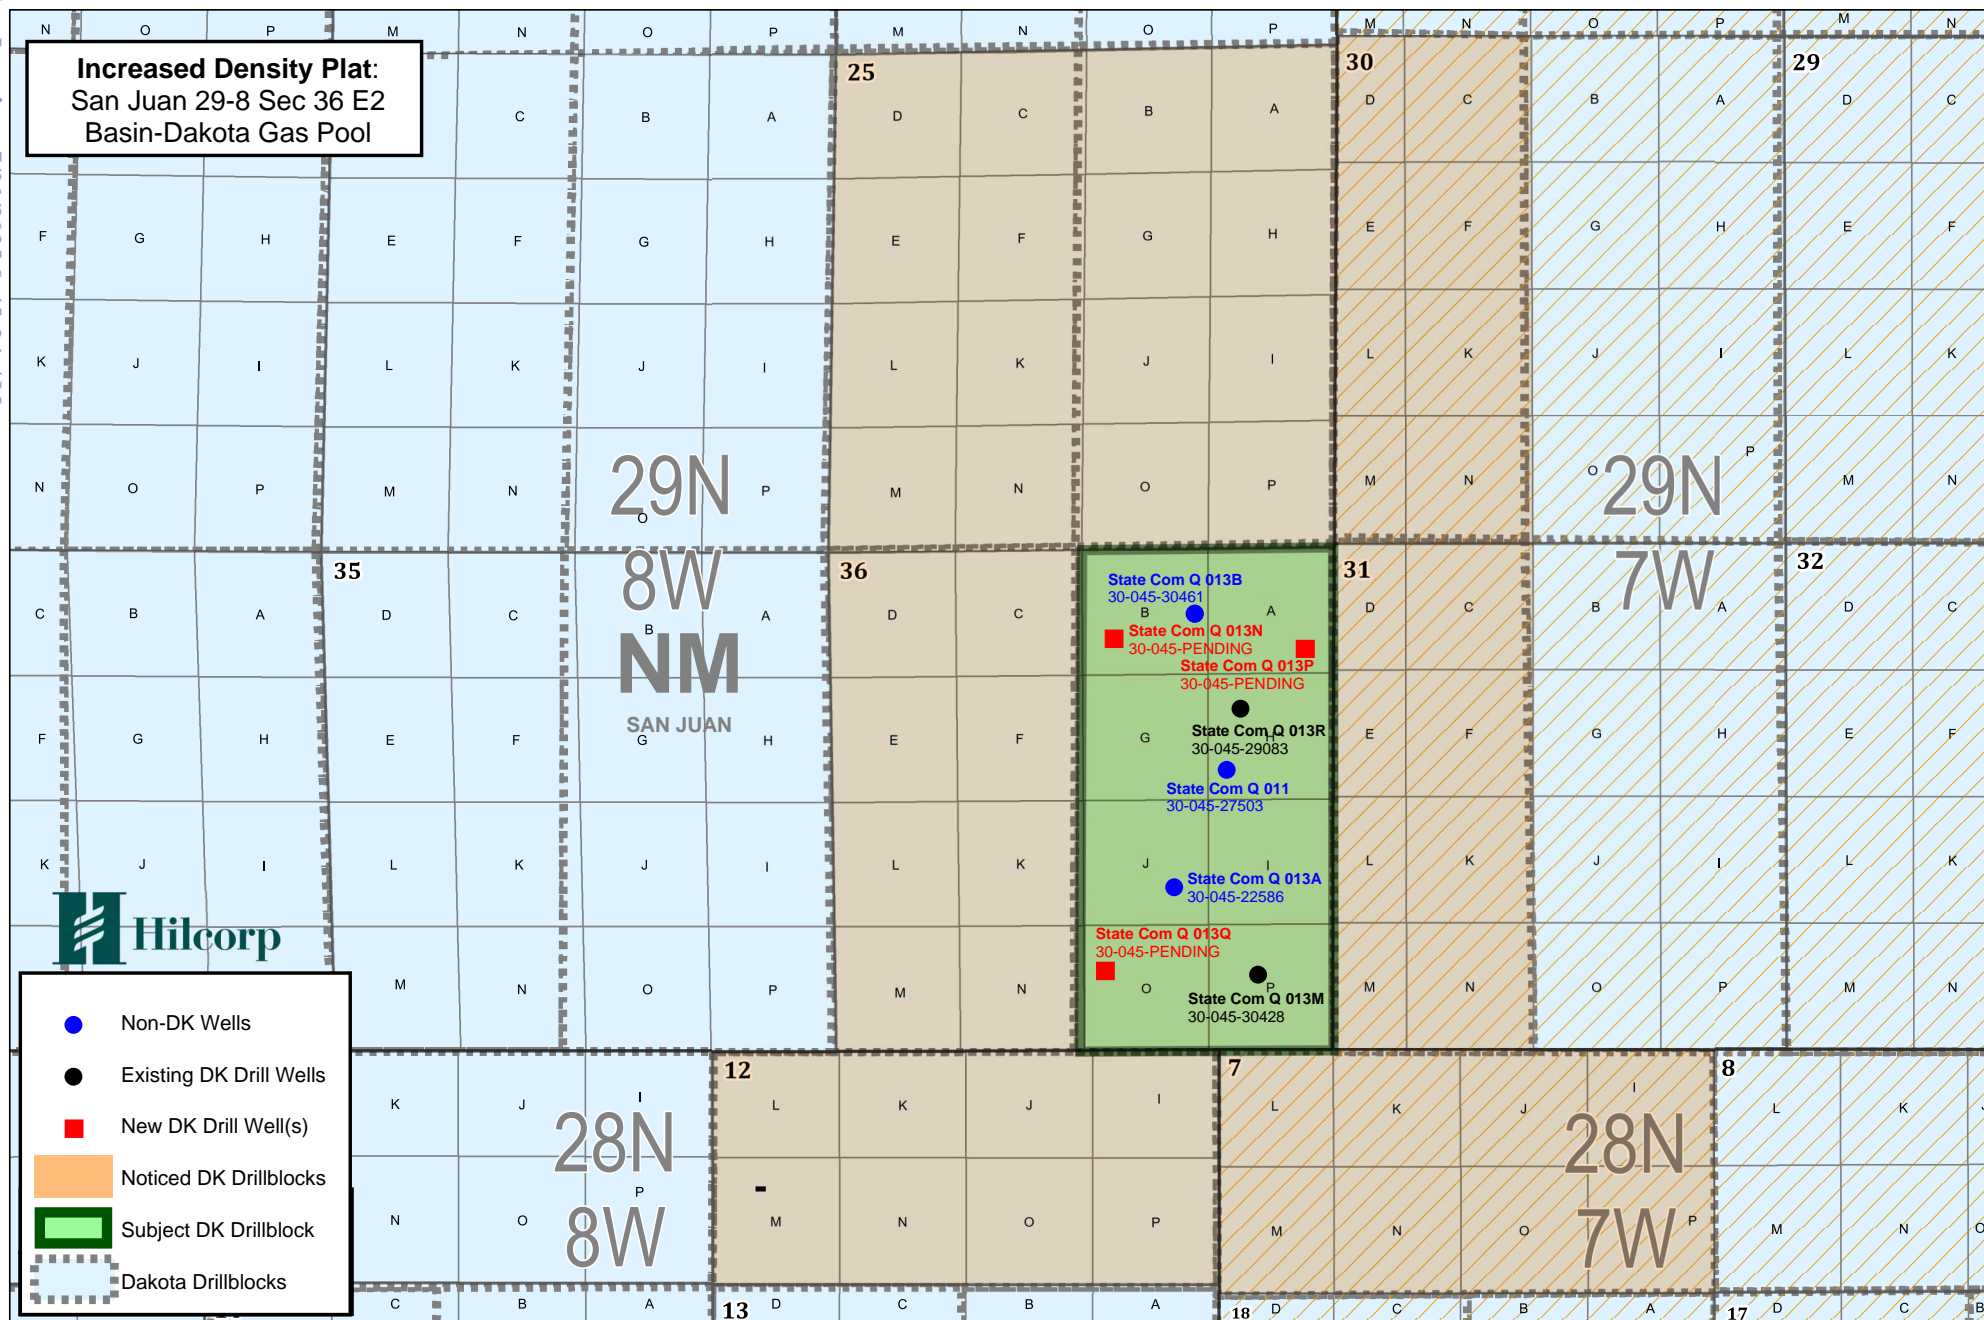 N O P M N O P M N O P M N O P M N
Increased Density Plat:
San Juan 29-8 Sec 36 E2
Basin-Dakota Gas Pool
25 30 29
C B A D C B A D C B A D C
F G H E F G H E F G H E F G H E F
K J I L K J I L K J I L K J I L K
N O P M N O P M N O P M N O P M N
29N 29N
35 36 31 32
8W 7W
C B A D C B A D C B A D C B A D C
State Com Q 013B
30-045-30461
State Com Q 013N
30-045-PENDING
State Com Q 013P
30-045-PENDING
NM
SAN JUAN
F G H E F G H E F G H E F G H E F
State Com Q 013R
30-045-29083
State Com Q 011
30-045-27503
K J I L K J I L K J I L K J I L K
State Com Q 013A
30-045-22586
Hilcorp
State Com Q 013Q
30-045-PENDING
M N O P M N O P M N O P M N
State Com Q 013M
30-045-30428
Non-DK Wells
Existing DK Drill Wells
New DK Drill Well(s)
Noticed DK Drillblocks
Subject DK Drillblock
Dakota Drillblocks
12 7 8
K J I L K J I L K J I L K J
28N 28N
N O P M N O P M N O P M N O
8W 7W
C B A 13 D C B A 18 D C B A 17 D C B